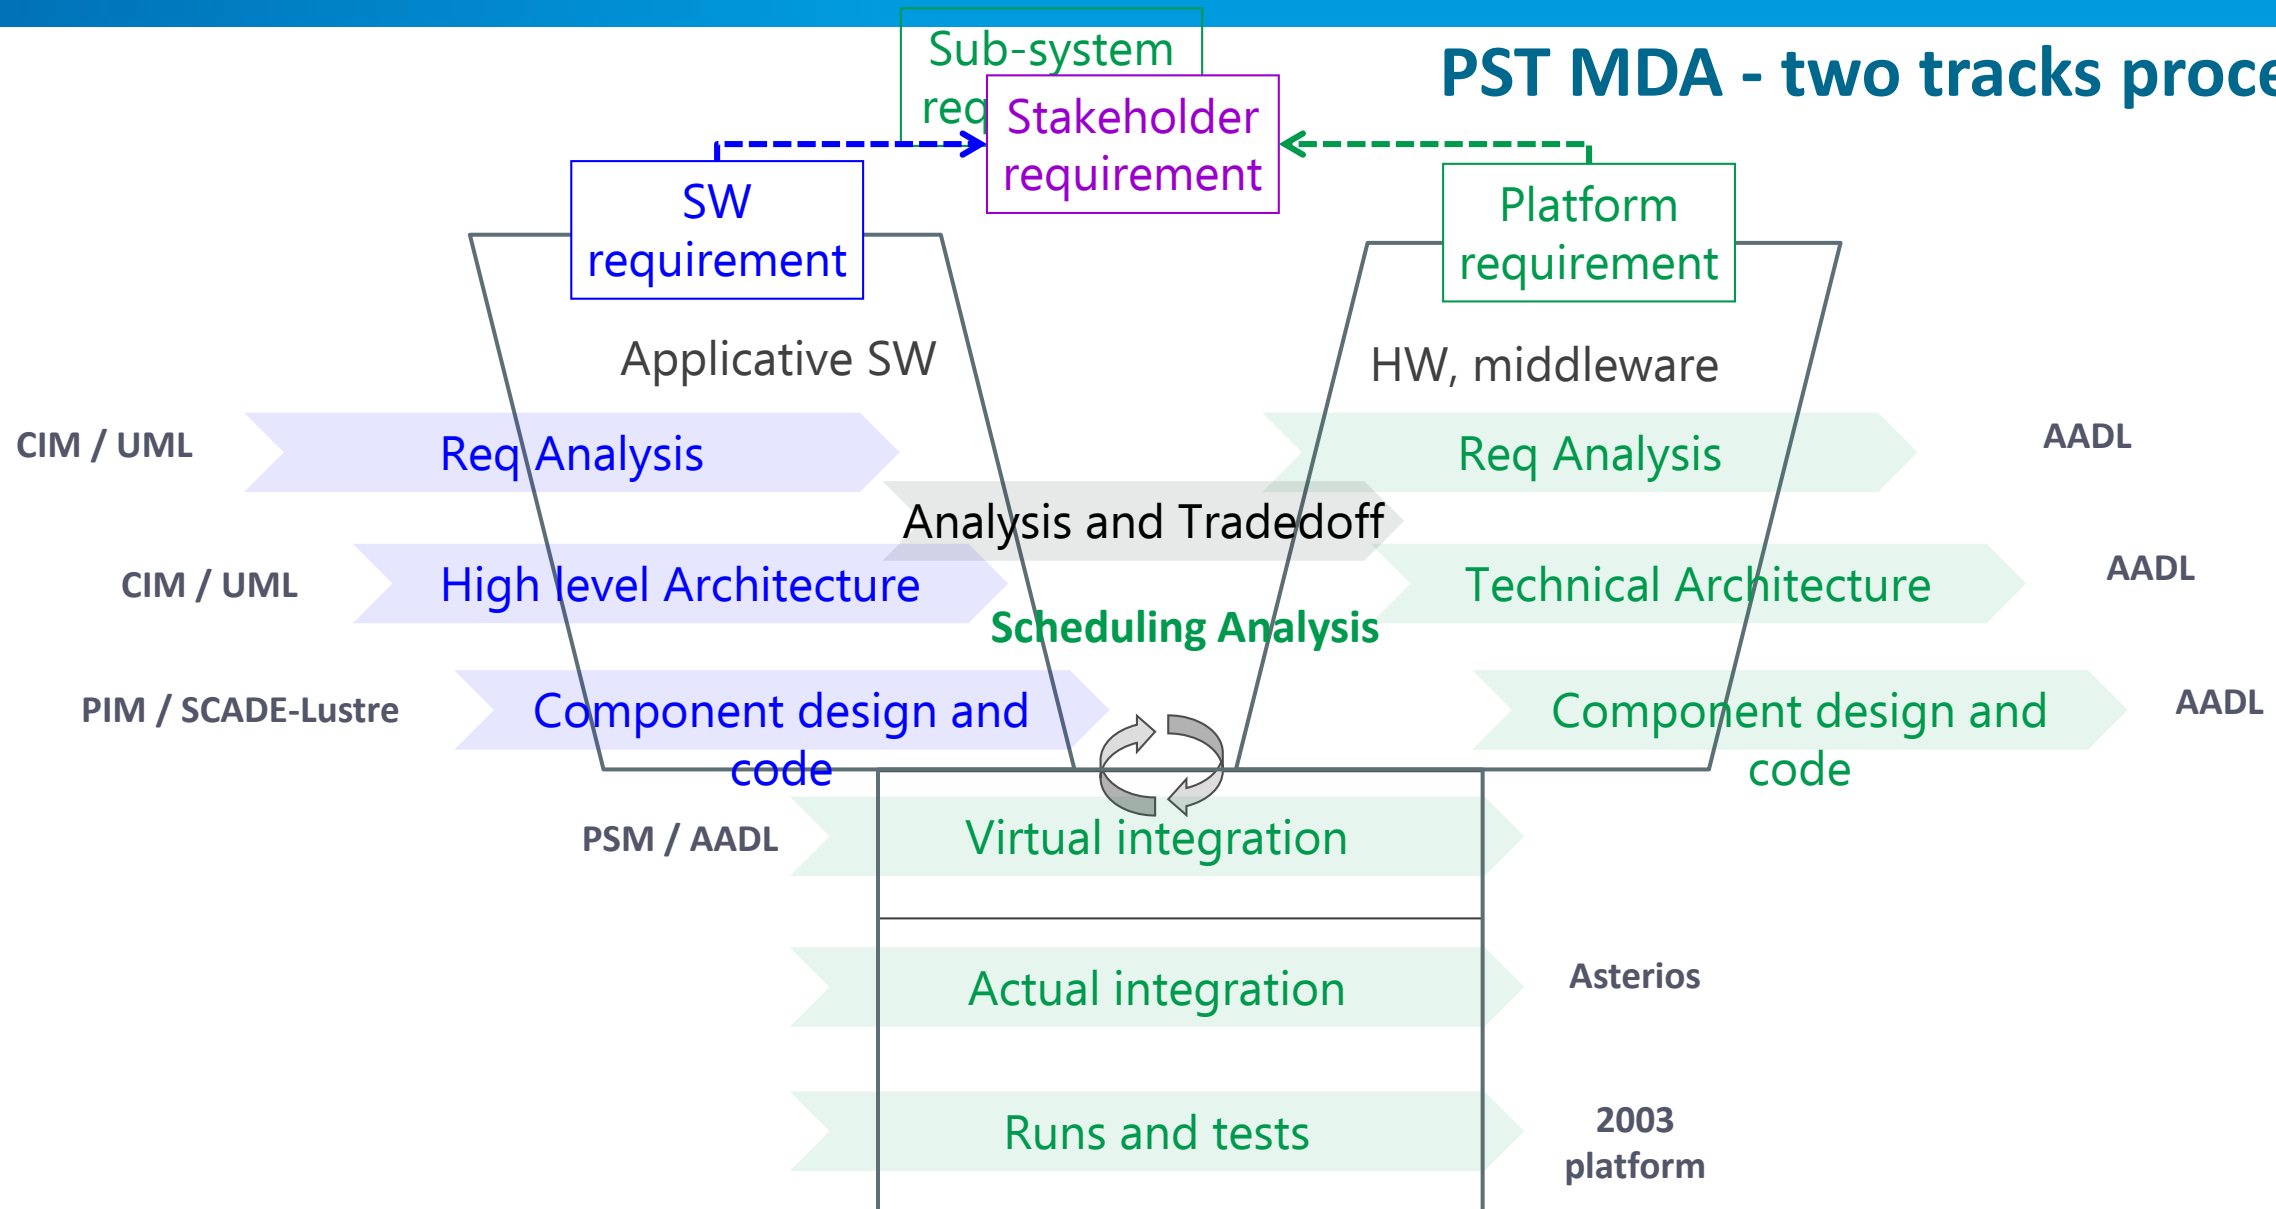 PST MDA - two tracks proce
Sub-system
req
Stakeholder
requirement
SW
requirement
Platform
requirement
Applicative SW
HW, middleware
CIM / UML
Req Analysis
Req Analysis
AADL
Analysis and Tradedoff
CIM / UML
High level Architecture
Technical Architecture
AADL
Scheduling Analysis
PIM / SCADE-Lustre
Component design and
code
Component design and
code
AADL
PSM / AADL
Virtual integration
Actual integration
Asterios
Runs and tests
2003
platform